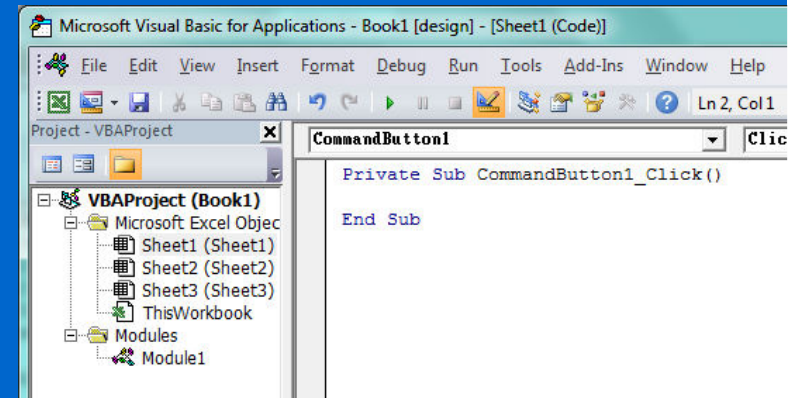 Microsoft Visual Basic for Applications - Book1 [design] - [Sheet1 (Code)]
File Edit View Insert Format Debug Run Tools Add-Ins Window Help
Ln 2, Col 1
Project - VBAProject
CommandButton1 Clic
VBAProject (Book1)
Microsoft Excel Objec
Sheet1 (Sheet1)
Sheet2 (Sheet2)
Sheet3 (Sheet3)
ThisWorkbook
Modules
Module1
Private Sub CommandButton1_Click()
End Sub